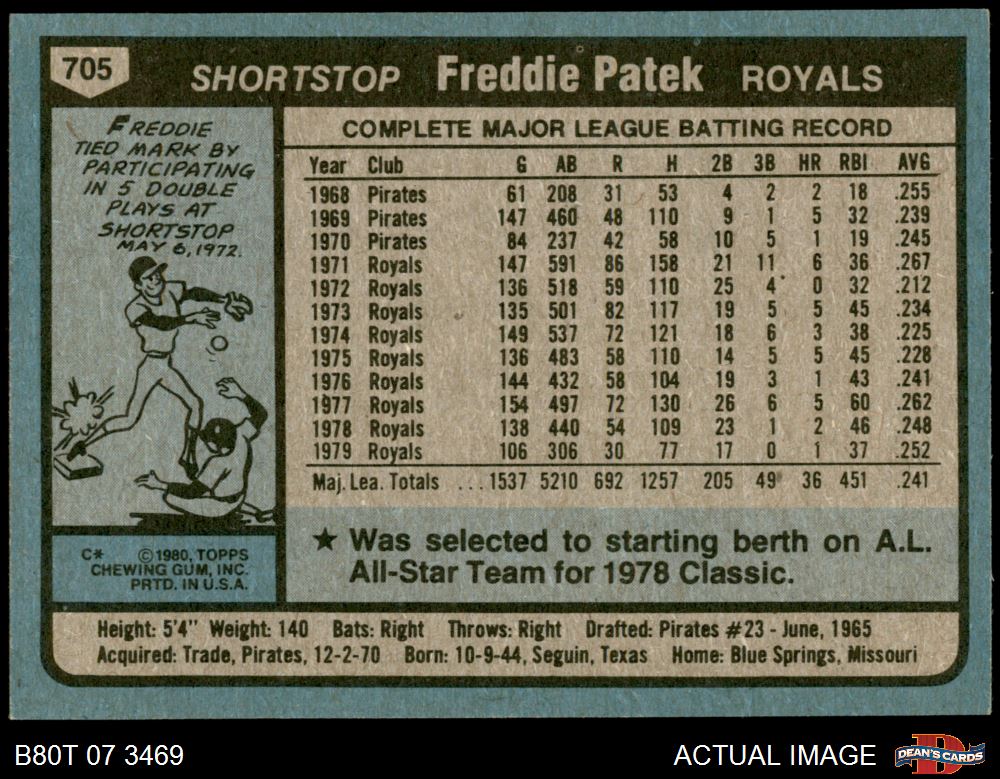 705
SHORTSTOP Freddie Patek ROYALS
FREDDIE
TIED MARK BY
PARTICIPATING
IN 5 DOUBLE
PLAYS AT
SHORTSTOP
MAY 6, 1972.
COMPLETE MAJOR LEAGUE BATTING RECORD
Year Club G AB R H 2B 3B HR RBI AVG
1968 Pirates 61 208 31 53 4 2 2 18 .255
1969 Pirates 147 460 48 110 9 1 5 32 .239
1970 Pirates 84 237 42 58 10 5 1 19 .245
1971 Royals 147 591 86 158 21 11 6 36 .267
1972 Royals 136 518 59 110 25 4 0 32 .212
1973 Royals 135 501 82 117 19 5 5 45 .234
1974 Royals 149 537 72 121 18 6 3 38 .225
1975 Royals 136 483 58 110 14 5 5 45 .228
1976 Royals 144 432 58 104 19 3 1 43 .241
1977 Royals 154 497 72 130 26 6 5 60 .262
1978 Royals 138 440 54 109 23 1 2 46 .248
1979 Royals 106 306 30 77 17 0 1 37 .252
Maj. Lea. Totals ...1537 5210 692 1257 205 49 36 451 .241
★ Was selected to starting berth on A.L.
All-Star Team for 1978 Classic.
C* ©1980, TOPPS
CHEWING GUM, INC.
PRTD. IN U.S.A.
Height: 5'4" Weight: 140 Bats: Right Throws: Right Drafted: Pirates #23 - June, 1965
Acquired: Trade, Pirates, 12-2-70 Born: 10-9-44, Seguin, Texas Home: Blue Springs, Missouri
B80T 07 3469
ACTUAL IMAGE
DEAN'S CARDS